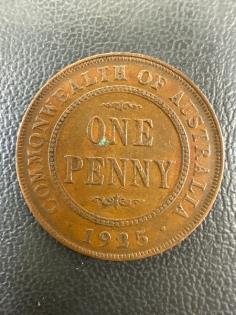 COMMONWEALTH OF AUSTRALIA
ONE
PENNY
· 1925 ·